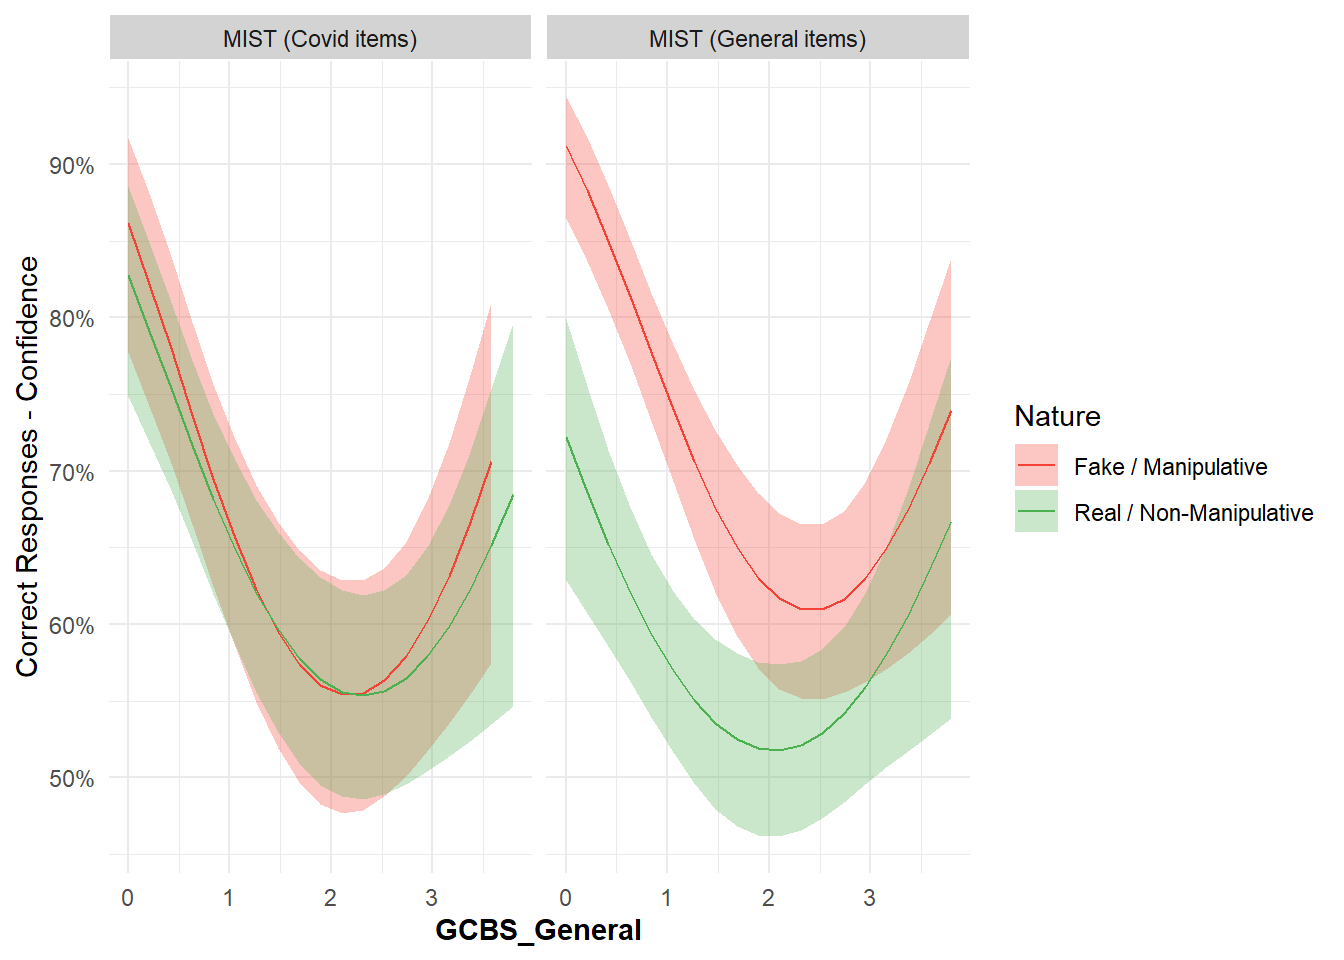 MIST (Covid items)
MIST (General items)
Correct Responses - Confidence
90%
80%
70%
60%
50%
0 1 2 3
0 1 2 3
GCBS_General
Nature
Fake / Manipulative
Real / Non-Manipulative